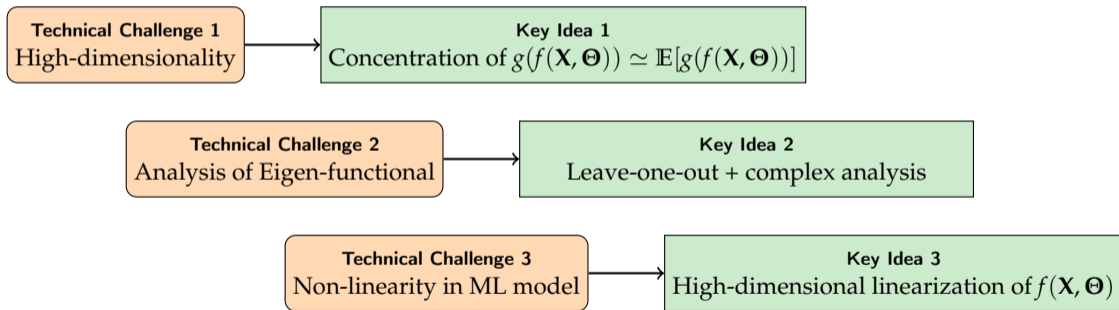 Technical Challenge 1
High-dimensionality
Key Idea 1
Concentration of g(f(X, Θ)) ≃ 𝔼[g(f(X, Θ))]
Technical Challenge 2
Analysis of Eigen-functional
Key Idea 2
Leave-one-out + complex analysis
Technical Challenge 3
Non-linearity in ML model
Key Idea 3
High-dimensional linearization of f(X, Θ)